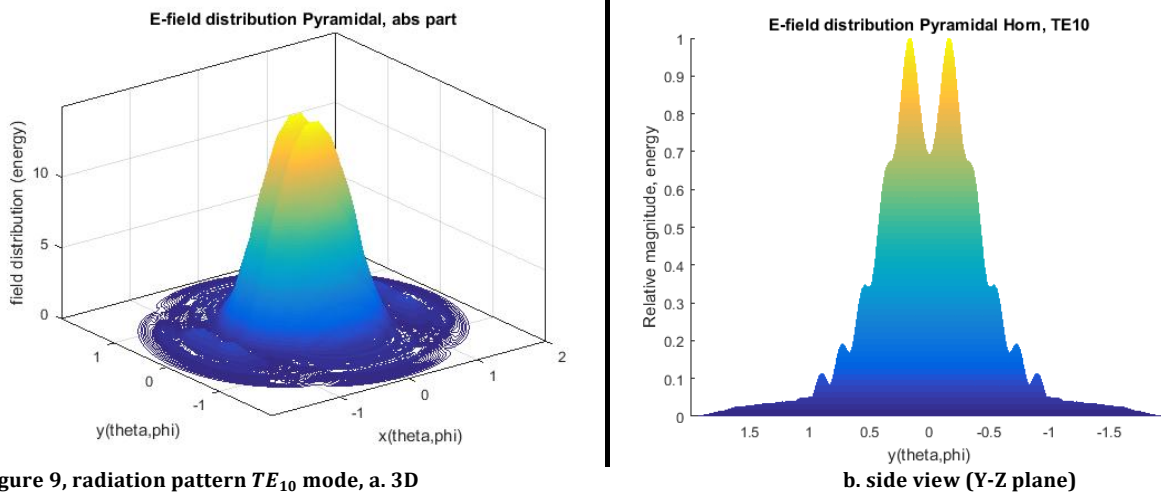 E-field distribution Pyramidal, abs part
field distribution (energy)
10
5
0
1
0
-1
y(theta,phi)
-1
0
1
2
x(theta,phi)
gure 9, radiation pattern TE10 mode, a. 3D
E-field distribution Pyramidal Horn, TE10
Relative magnitude, energy
1
0.9
0.8
0.7
0.6
0.5
0.4
0.3
0.2
0.1
0
1.5 1 0.5 0 -0.5 -1 -1.5
y(theta,phi)
b. side view (Y-Z plane)